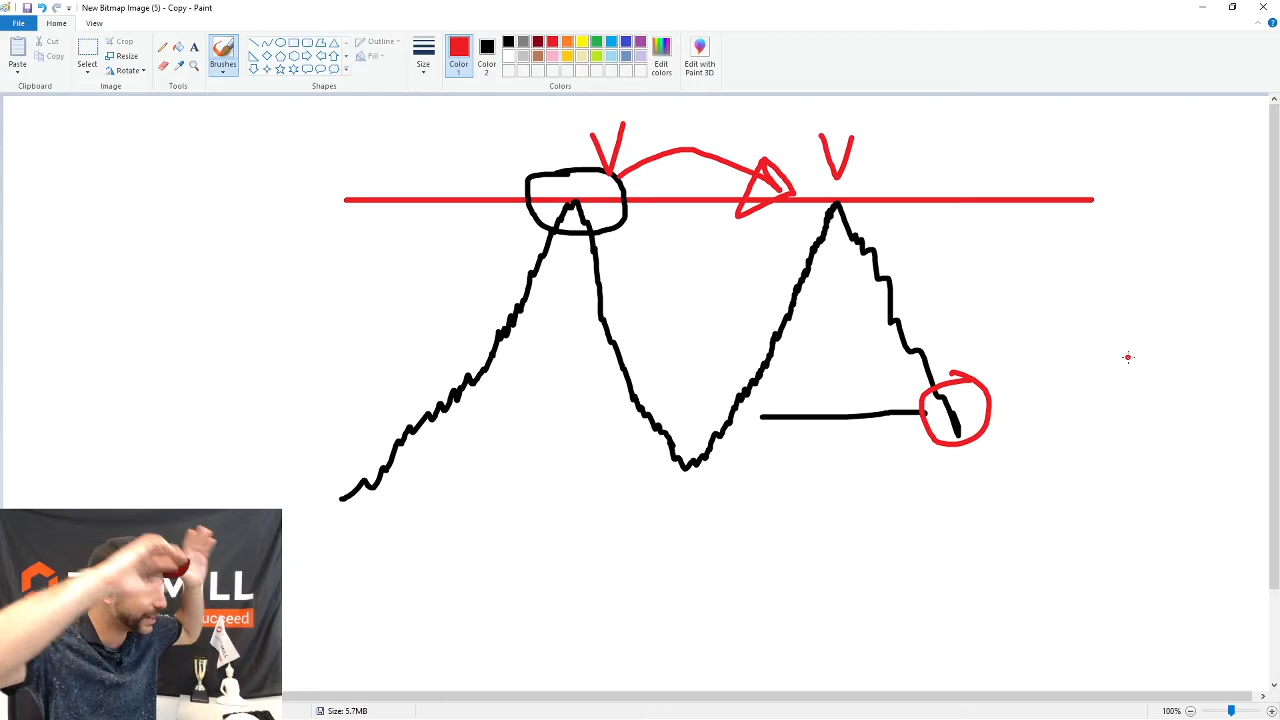 New Bitmap Image (5) - Copy - Paint
File
Home
View
Paste
Cut
Copy
Clipboard
Select
Crop
Resize
Rotate
Image
A
Tools
Brushes
Shapes
Outline
Fill
Size
Color
1
Color
2
Colors
Edit
colors
Edit with
Paint 3D
V
V
MILL
ucceed
Size: 5.7MB
100%